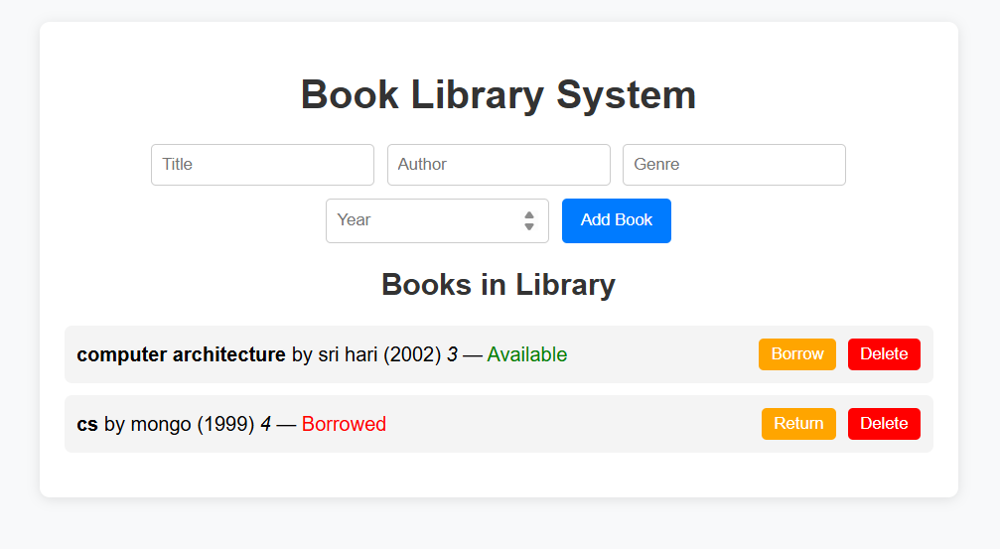 Book Library System
Title Author Genre
Year Add Book
Books in Library
computer architecture by sri hari (2002) 3 — Available Borrow Delete
cs by mongo (1999) 4 — Borrowed Return Delete